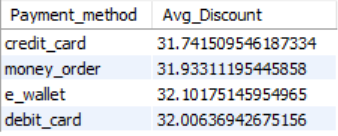 Payment_method Avg_Discount
credit_card 31.741509546187334
money_order 31.93311195445858
e_wallet 32.10175145954965
debit_card 32.00636942675156